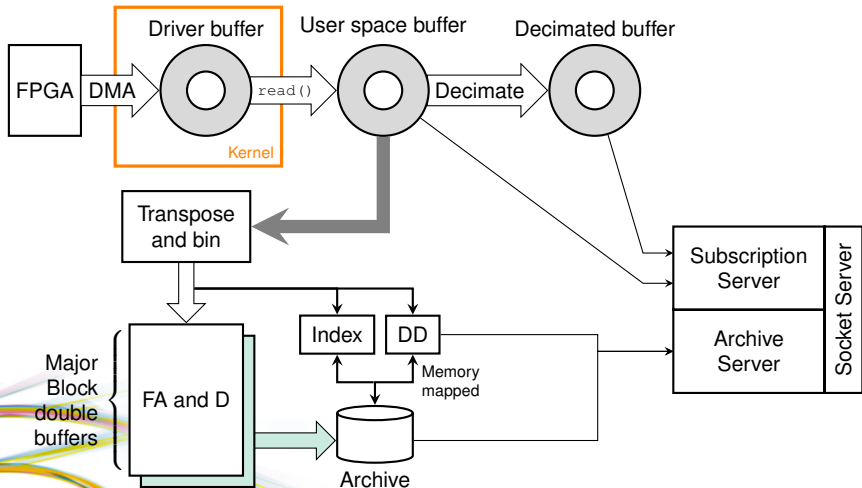 Driver buffer
User space buffer
Decimated buffer
FPGA
DMA
read()
Decimate
Kernel
Transpose
and bin
Subscription
Server
Socket Server
Index
DD
Archive
Server
Major
Block
double
buffers
FA and D
Memory
mapped
Archive